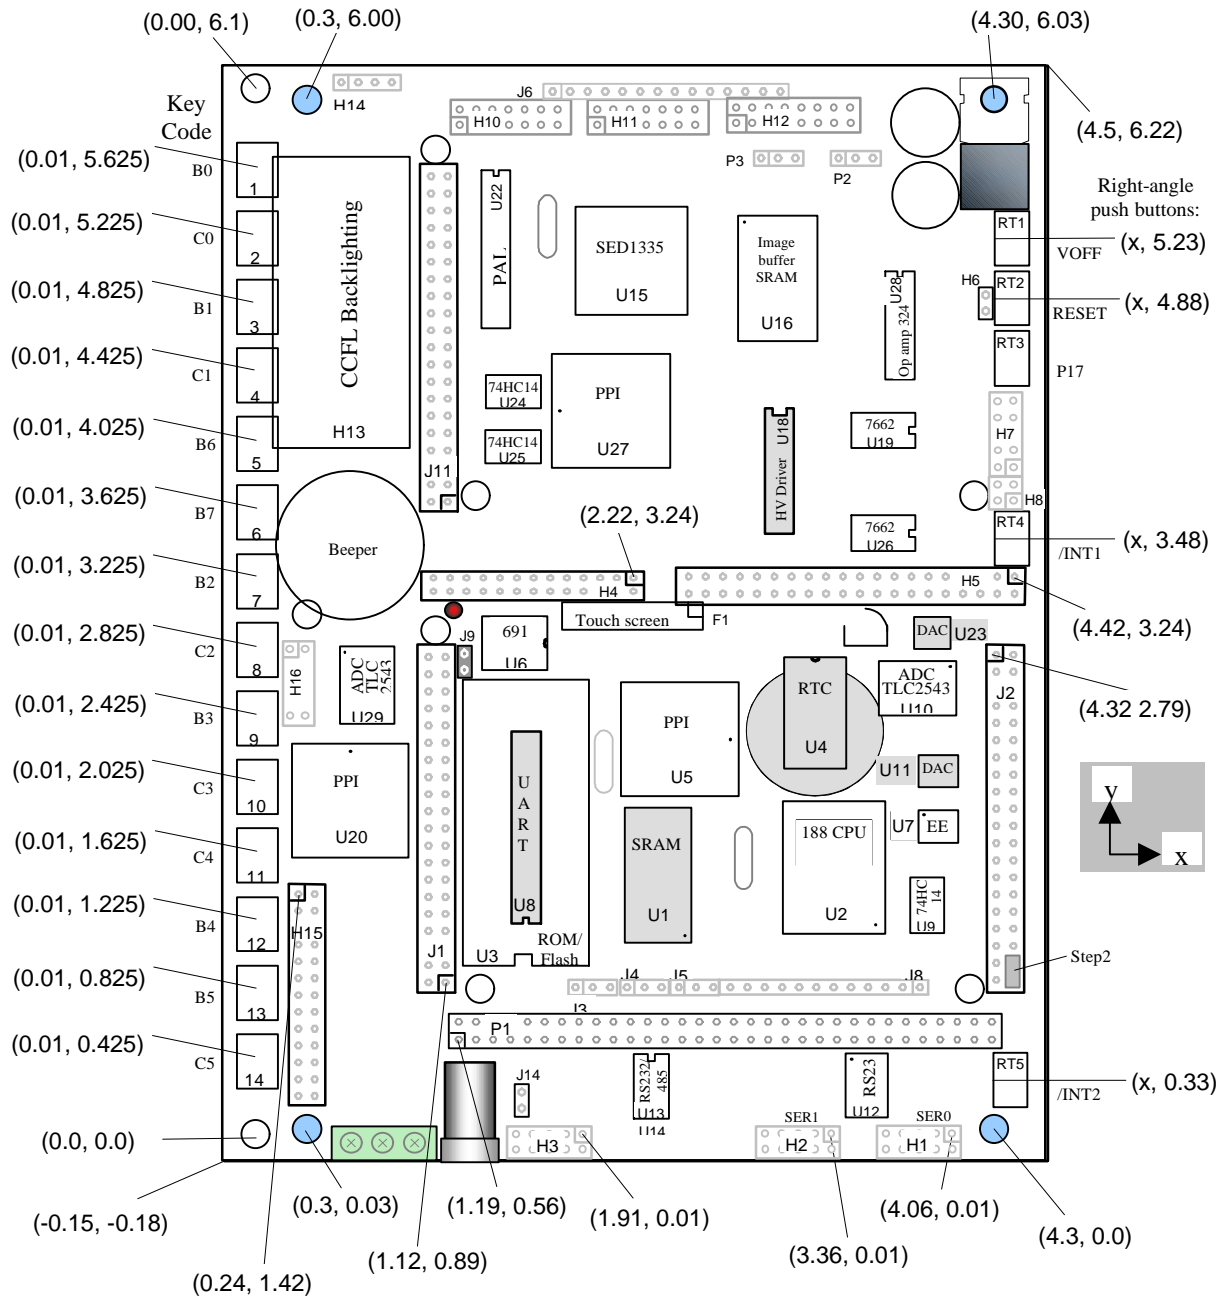 (0.00, 6.1)
(0.3, 6.00)
(4.30, 6.03)
J6
H14
H10
H11
H12
Key
Code
(4.5, 6.22)
P3
P2
(0.01, 5.625)
B0
1
U22
PAL
Right-angle
push buttons:
RT1
(x, 5.23)
VOFF
(0.01, 5.225)
C0
2
SED1335
U15
Image
buffer
SRAM
U16
U28
Op amp 324
H6
RT2
(x, 4.88)
RESET
(0.01, 4.825)
B1
3
CCFL Backlighting
H13
RT3
P17
(0.01, 4.425)
C1
4
74HC14
U24
PPI
U27
U18
HV Driver
7662
U19
H7
(0.01, 4.025)
B6
5
74HC14
U25
J11
H8
(0.01, 3.625)
B7
6
Beeper
(2.22, 3.24)
7662
U26
RT4
/INT1
(x, 3.48)
(0.01, 3.225)
B2
7
H4
H5
Touch screen
F1
(0.01, 2.825)
C2
8
H16
ADC
TLC
2543
U29
J9
691
U6
DAC
U23
(4.42, 3.24)
(0.01, 2.425)
B3
9
PPI
U5
RTC
U4
ADC
TLC2543
U10
J2
(4.32 2.79)
(0.01, 2.025)
C3
10
PPI
U20
UART
U8
U11
DAC
y
x
(0.01, 1.625)
C4
11
SRAM
U1
188 CPU
U2
U7
EE
(0.01, 1.225)
B4
12
H15
J1
U3
ROM/
Flash
74HC
14
U9
Step2
(0.01, 0.825)
B5
13
J3
J4
J5
J8
P1
(0.01, 0.425)
C5
14
J14
RS232/
485
U13
U14
RS23
U12
RT5
/INT2
(x, 0.33)
(0.0, 0.0)
H3
SER1
H2
SER0
H1
(-0.15, -0.18)
(0.3, 0.03)
(1.19, 0.56)
(1.91, 0.01)
(4.06, 0.01)
(4.3, 0.0)
(0.24, 1.42)
(1.12, 0.89)
(3.36, 0.01)